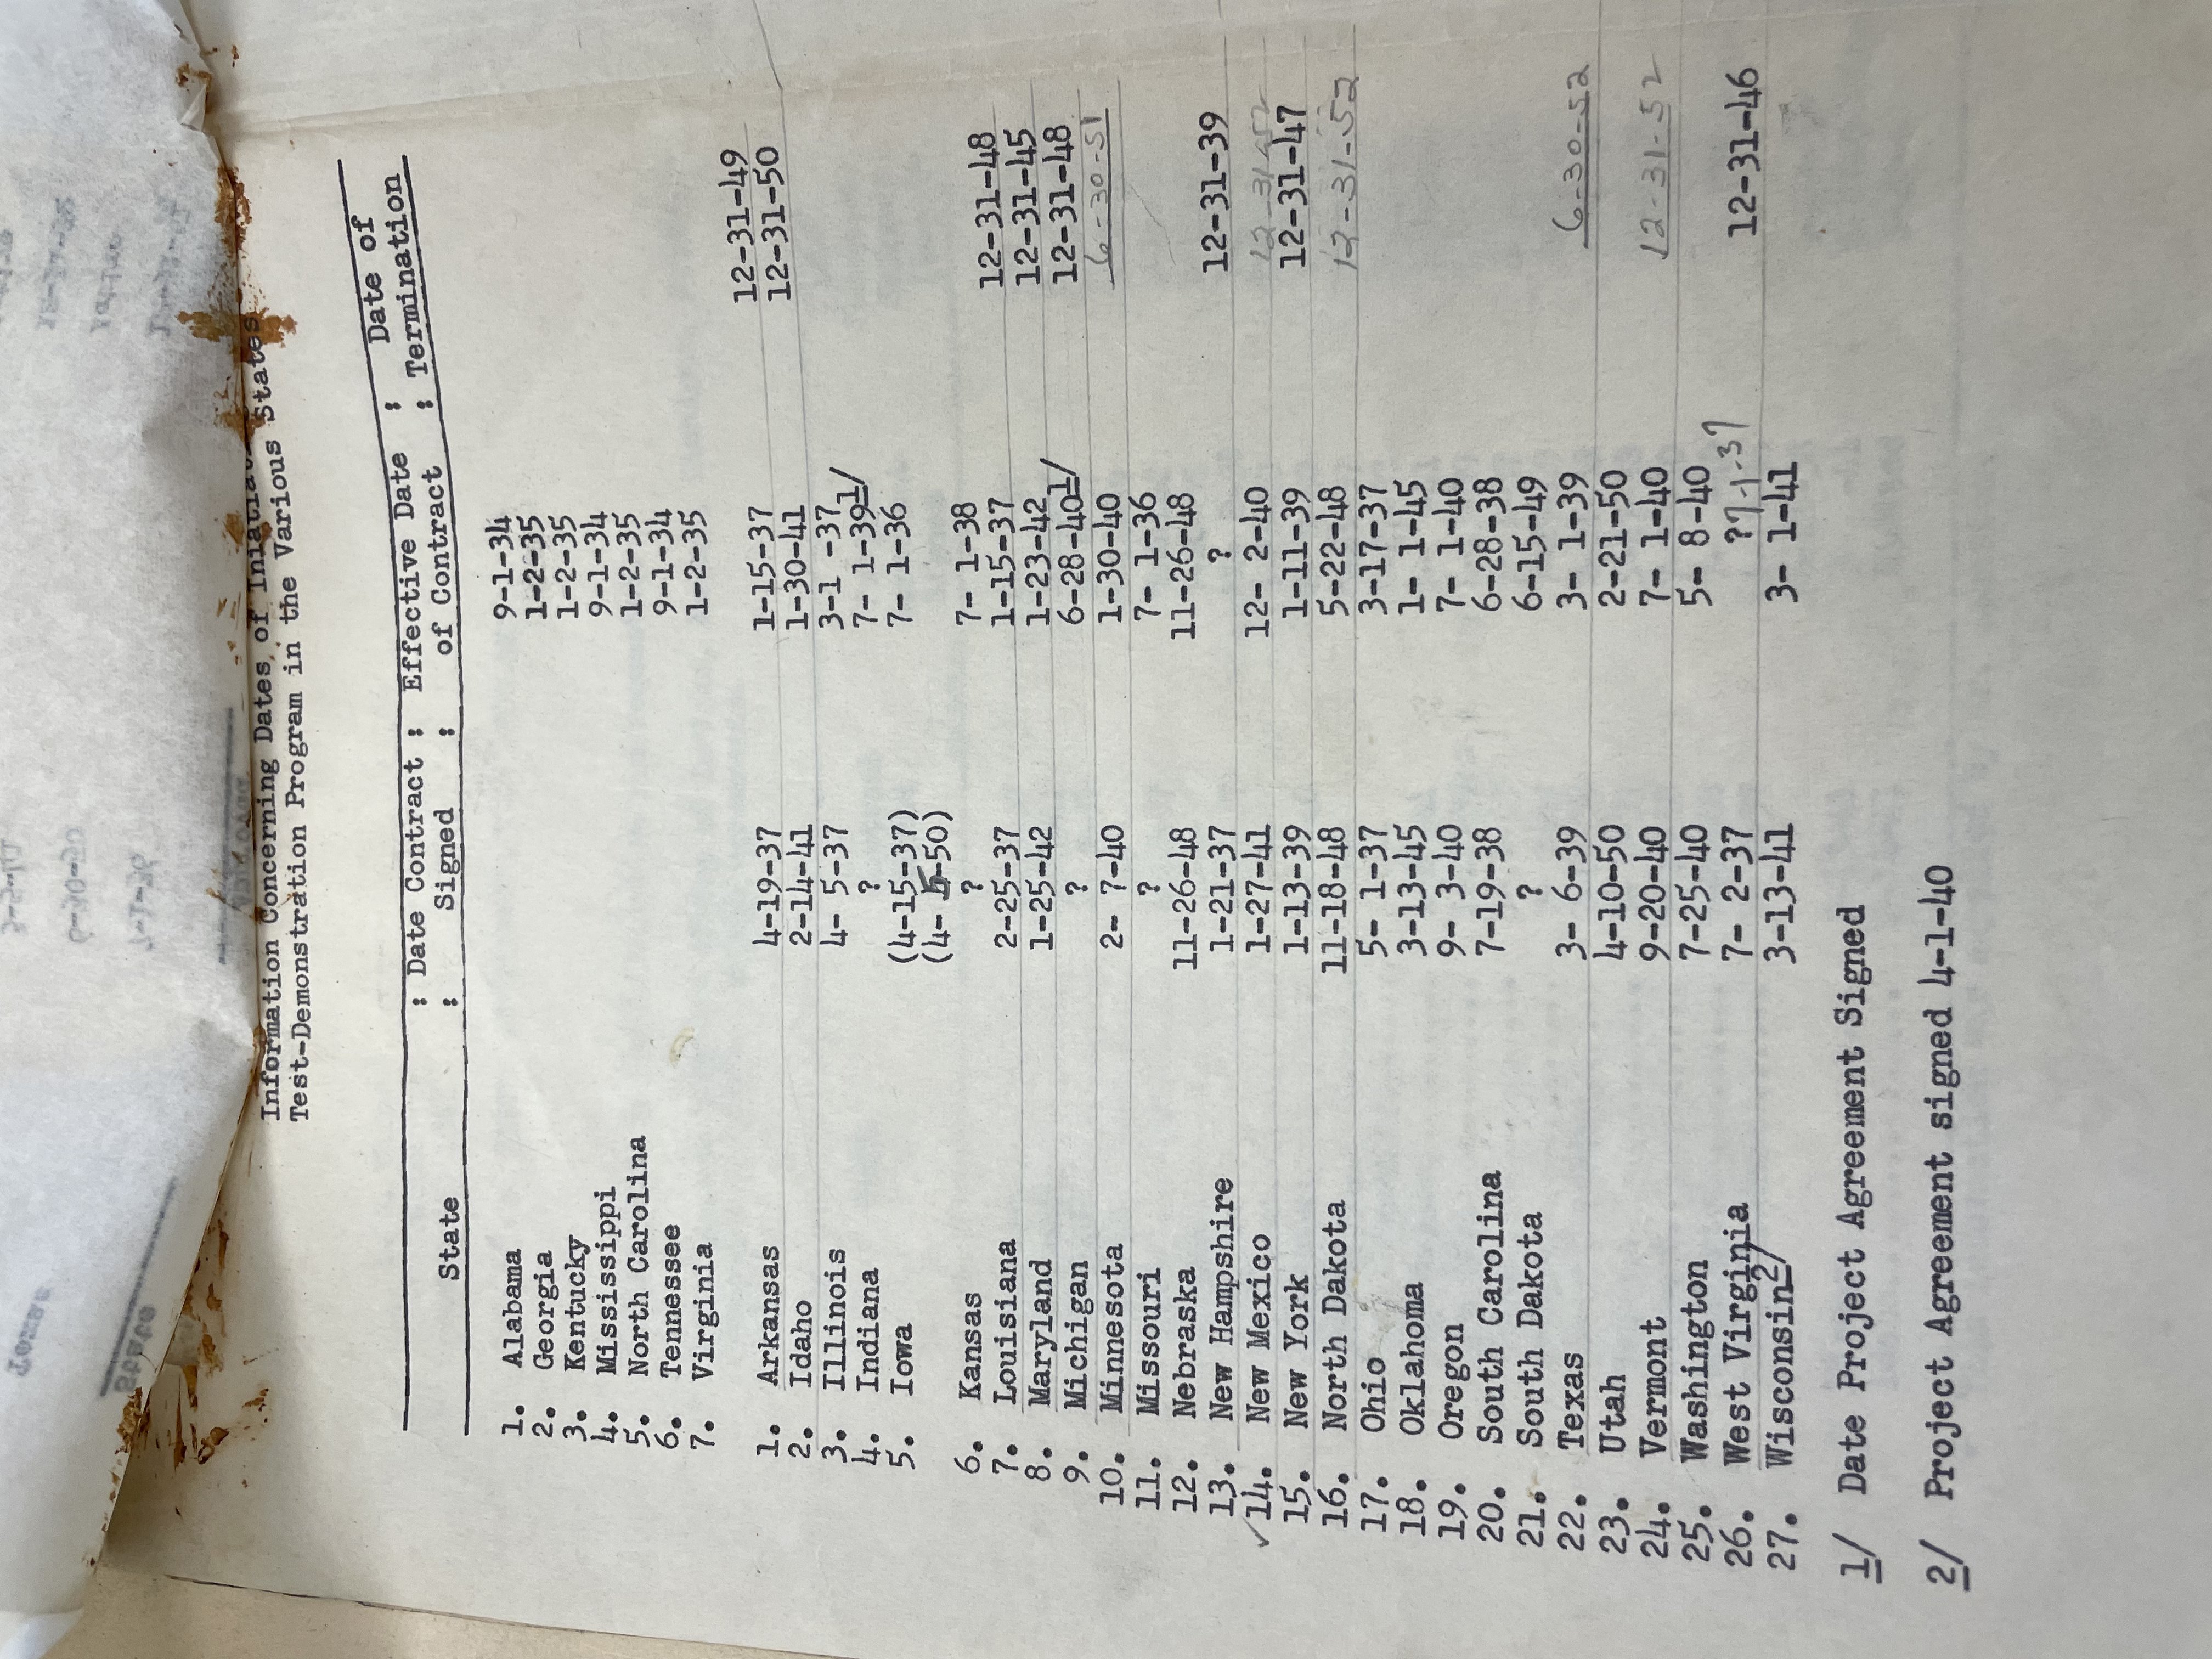 Information Concerning Dates of
Test-Demonstration Program in the Various States
State : Date Contract Signed : Effective Date of Contract : Date of Termination
1. Alabama 9-1-34
2. Georgia 1-2-35
3. Kentucky 1-2-35
4. Mississippi 9-1-34
5. North Carolina 1-2-35
6. Tennessee 9-1-34
7. Virginia 1-2-35
1. Arkansas 4-19-37 1-15-37 12-31-49
2. Idaho 2-14-41 1-30-41 12-31-50
3. Illinois 4- 5-37 3-1 -37
4. Indiana ? 7- 1-39 1/
5. Iowa (4-15-37) 7- 1-36
(4- -50)
6. Kansas ? 7- 1-38
7. Louisiana 2-25-37 1-15-37 12-31-48
8. Maryland 1-25-42 1-23-42 12-31-45
9. Michigan ? 6-28-40 1/ 12-31-48
10. Minnesota 2- 7-40 1-30-40 6-30-51
11. Missouri ? 7- 1-36
12. Nebraska 11-26-48 11-26-48
13. New Hampshire 1-21-37 ? 12-31-39
✓14. New Mexico 1-27-41 12- 2-40 12-31-52
15. New York 1-13-39 1-11-39 12-31-47
16. North Dakota 11-18-48 5-22-48 12-31-52
17. Ohio 5- 1-37 3-17-37
18. Oklahoma 3-13-45 1- 1-45
19. Oregon 9- 3-40 7- 1-40
20. South Carolina 7-19-38 6-28-38
21. South Dakota ? 6-15-49
22. Texas 3- 6-39 3- 1-39 6-30-52
23. Utah 4-10-50 2-21-50
24. Vermont 9-20-40 7- 1-40 12-31-52
25. Washington 7-25-40 5- 8-40
26. West Virginia 7- 2-37 ? 7-1-37 12-31-46
27. Wisconsin 2/ 3-13-41 3- 1-41
1/ Date Project Agreement Signed
2/ Project Agreement signed 4-1-40